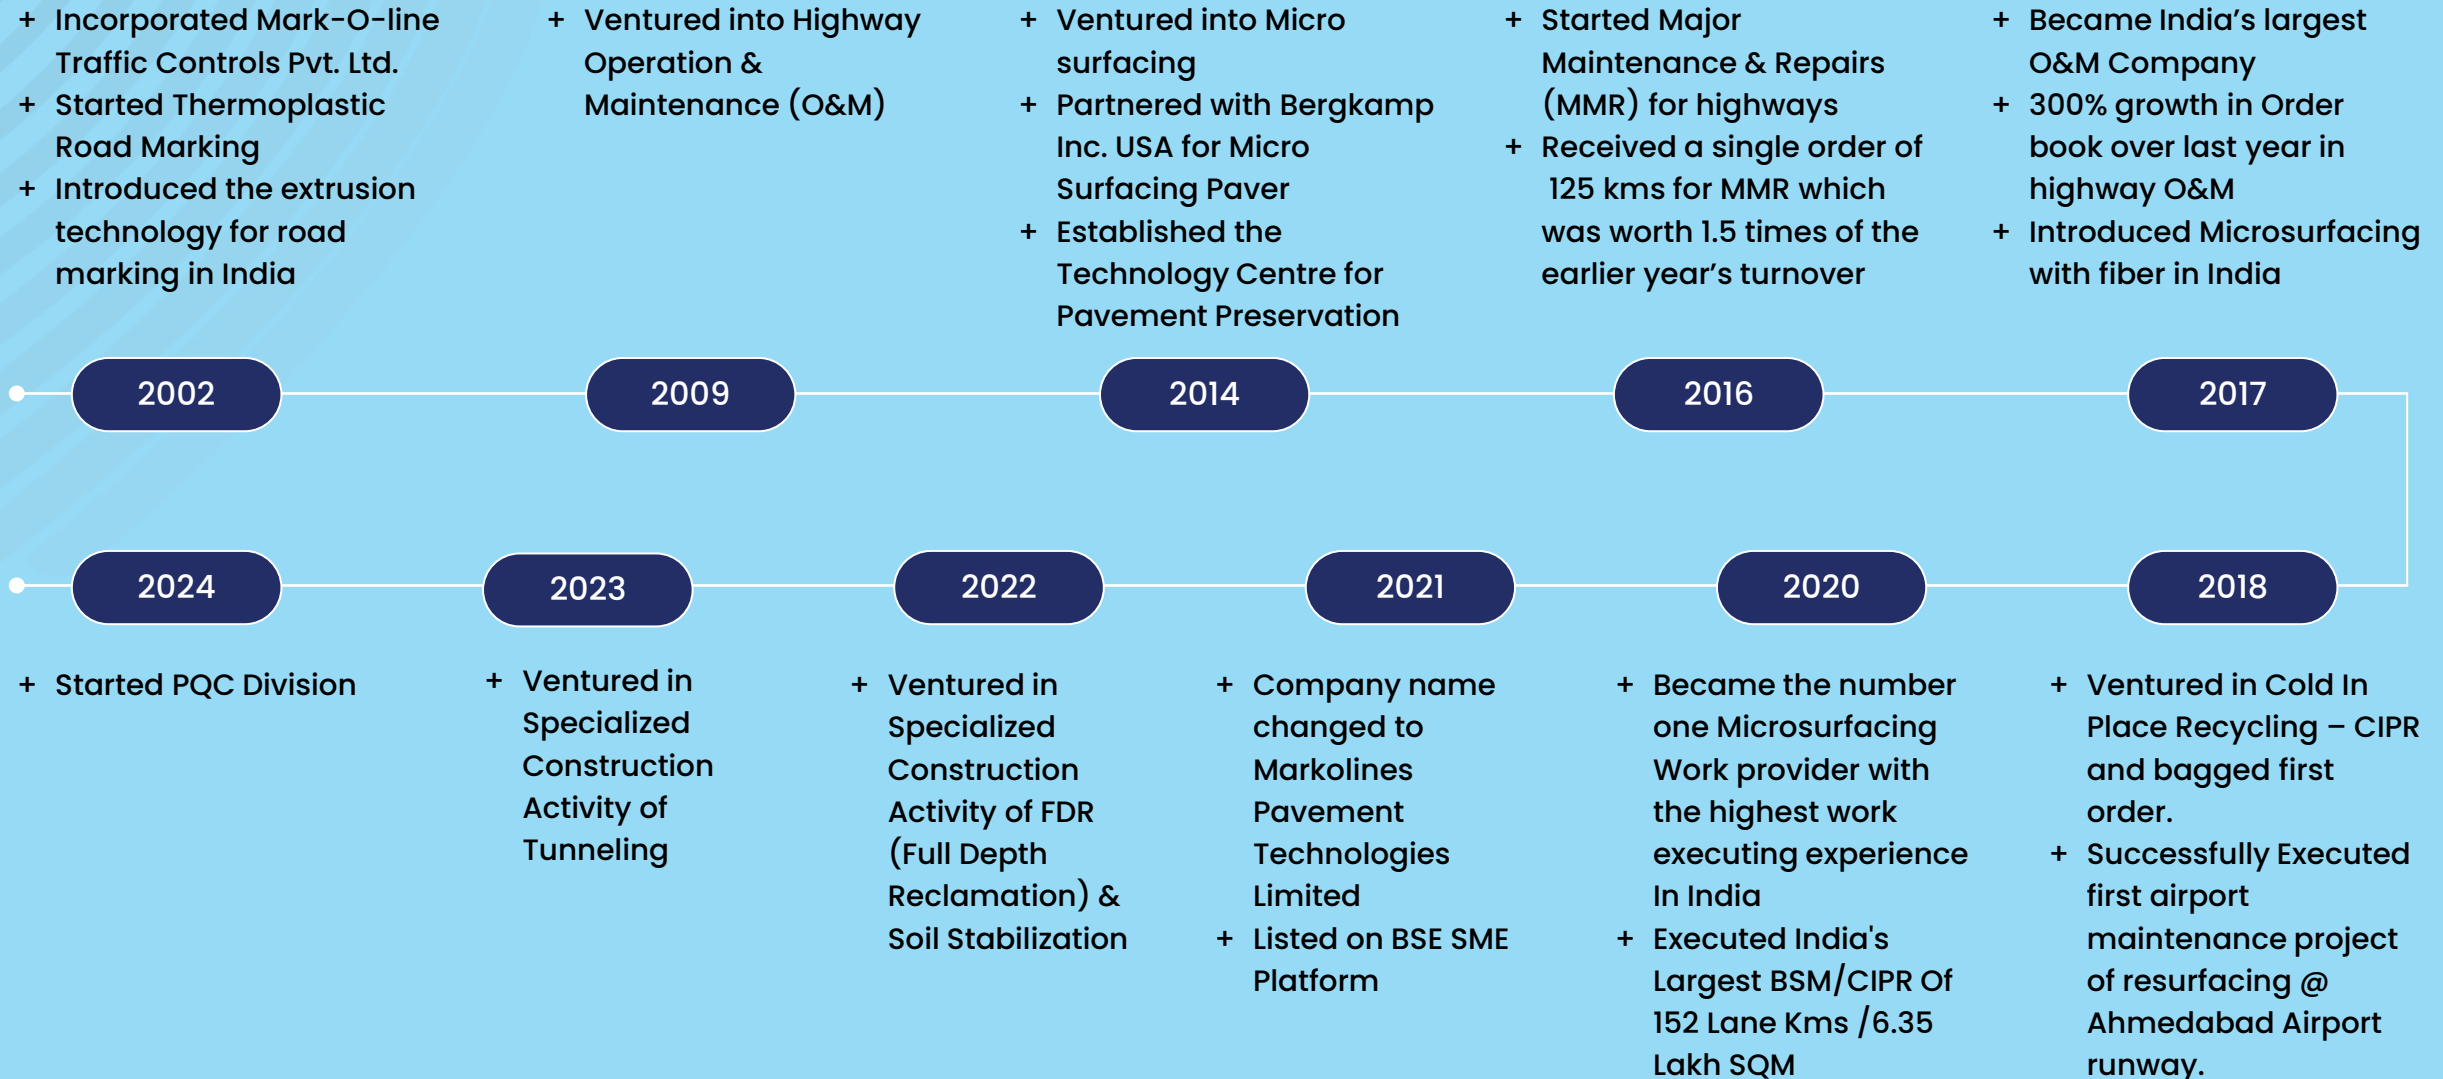 + Incorporated Mark-O-line
Traffic Controls Pvt. Ltd.
+ Started Thermoplastic
Road Marking
+ Introduced the extrusion
technology for road
marking in India
+ Ventured into Highway
Operation &
Maintenance (O&M)
+ Ventured into Micro
surfacing
+ Partnered with Bergkamp
Inc. USA for Micro
Surfacing Paver
+ Established the
Technology Centre for
Pavement Preservation
+ Started Major
Maintenance & Repairs
(MMR) for highways
+ Received a single order of
125 kms for MMR which
was worth 1.5 times of the
earlier year’s turnover
+ Became India’s largest
O&M Company
+ 300% growth in Order
book over last year in
highway O&M
+ Introduced Microsurfacing
with fiber in India
2002
2009
2014
2016
2017
2024
2023
2022
2021
2020
2018
+ Started PQC Division
+ Ventured in
Specialized
Construction
Activity of
Tunneling
+ Ventured in
Specialized
Construction
Activity of FDR
(Full Depth
Reclamation) &
Soil Stabilization
+ Company name
changed to
Markolines
Pavement
Technologies
Limited
+ Listed on BSE SME
Platform
+ Became the number
one Microsurfacing
Work provider with
the highest work
executing experience
In India
+ Executed India's
Largest BSM/CIPR Of
152 Lane Kms /6.35
Lakh SQM
+ Ventured in Cold In
Place Recycling – CIPR
and bagged first
order.
+ Successfully Executed
first airport
maintenance project
of resurfacing @
Ahmedabad Airport
runway.